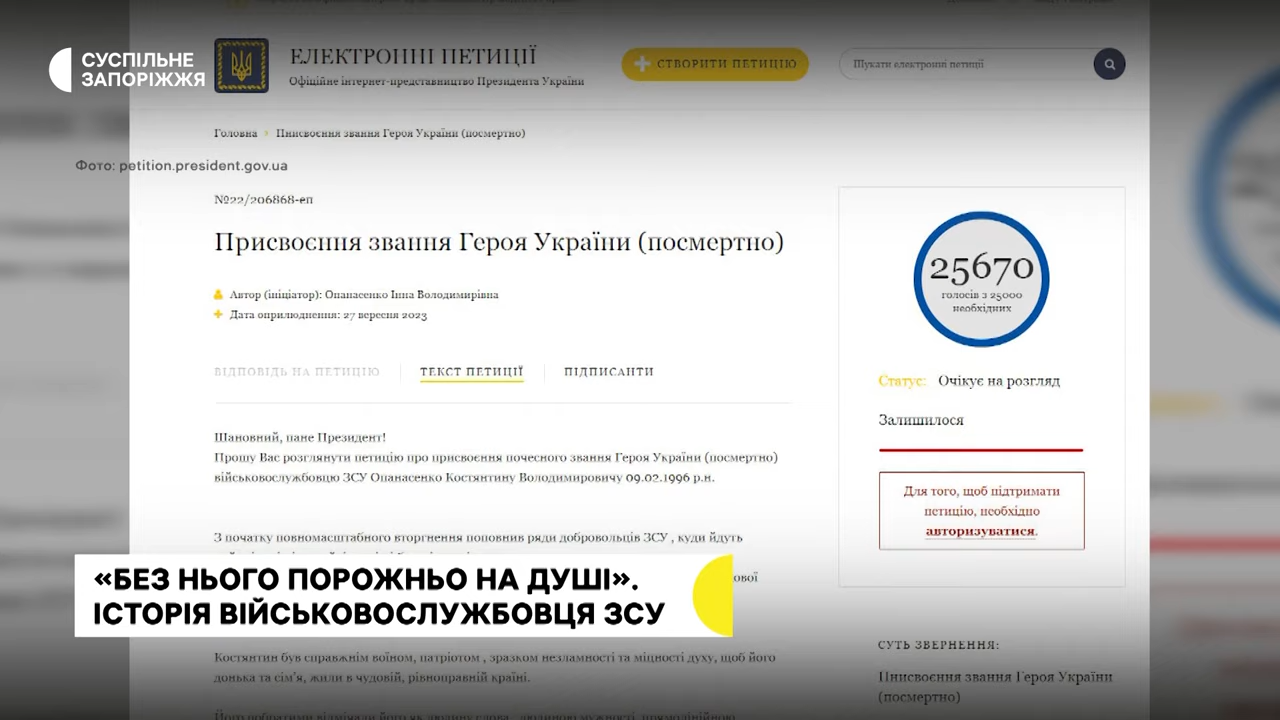 СУСПІЛЬНЕ
ЗАПОРІЖЖЯ
ЕЛЕКТРОННІ ПЕТИЦІЇ
Офіційне інтернет-представництво Президента України
СТВОРИТИ ПЕТИЦІЮ
Шукати електронні петиції
Головна
Присвоєння звання Героя України (посмертно)
Фото: petition.president.gov.ua
№22/206868-еп
Присвоєння звання Героя України (посмертно)
Автор (ініціатор): Опанасенко Інна Володимирівна
Дата оприлюднення: 27 вересня 2023
25670
голосів з 25000
необхідних
ВІДПОВІДЬ НА ПЕТИЦІЮ
ТЕКСТ ПЕТИЦІЇ
ПІДПИСАНТИ
Статус: Очікує на розгляд
Залишилося
Для того, щоб підтримати
петицію, необхідно
авторизуватися.
Шановний, пане Президент!
Прошу Вас розглянути петицію про присвоєння почесного звання Героя України (посмертно)
військовослужбовцю ЗСУ Опанасенко Костянтину Володимировичу 09.02.1996 р.н.
З початку повномасштабного вторгнення поповнив ряди добровольців ЗСУ , куди йдуть
«БЕЗ НЬОГО ПОРОЖНЬО НА ДУШІ».
ІСТОРІЯ ВІЙСЬКОВОСЛУЖБОВЦЯ ЗСУ
Костянтин був справжнім воїном, патріотом , зразком незламності та міцності духу, щоб його
донька та сім'я, жили в чудовій, рівноправній країні.
СУТЬ ЗВЕРНЕННЯ:
Присвоєння звання Героя України
(посмертно)